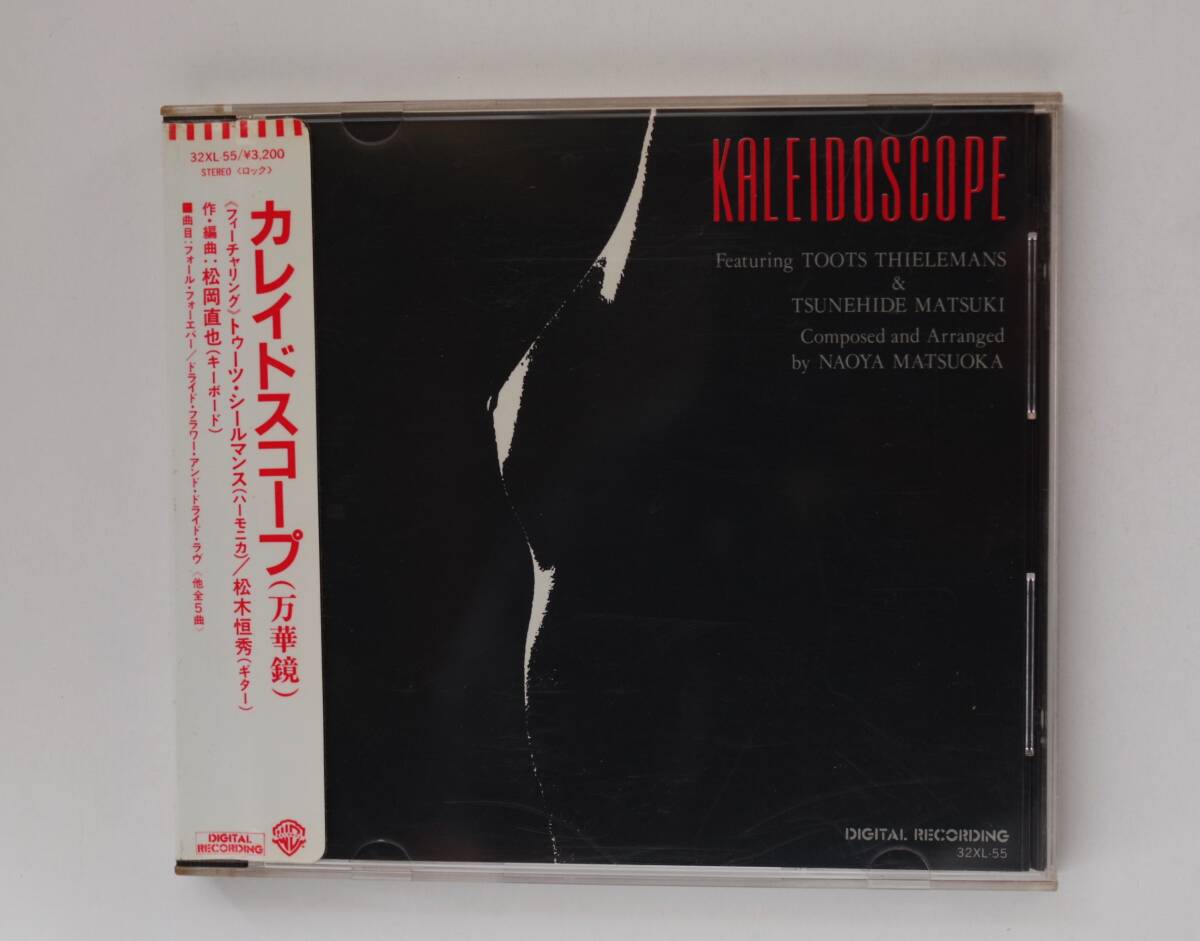 32XL-55/¥3,200
STEREO〈ロック〉
カレイドスコープ(万華鏡)
《フィーチャリング》トゥーツ・シールマンス(ハーモニカ)／松木恒秀(ギター)
作・編曲:松岡直也(キーボード)
■曲目:フォール・フォーエバー/ドライド・フラワー・アンド・ドライド・ラヴ〈他全5曲〉
DIGITAL
RECORDING
KALEIDOSCOPE
Featuring TOOTS THIELEMANS
&
TSUNEHIDE MATSUKI
Composed and Arranged
by NAOYA MATSUOKA
DIGITAL RECORDING
32XL-55